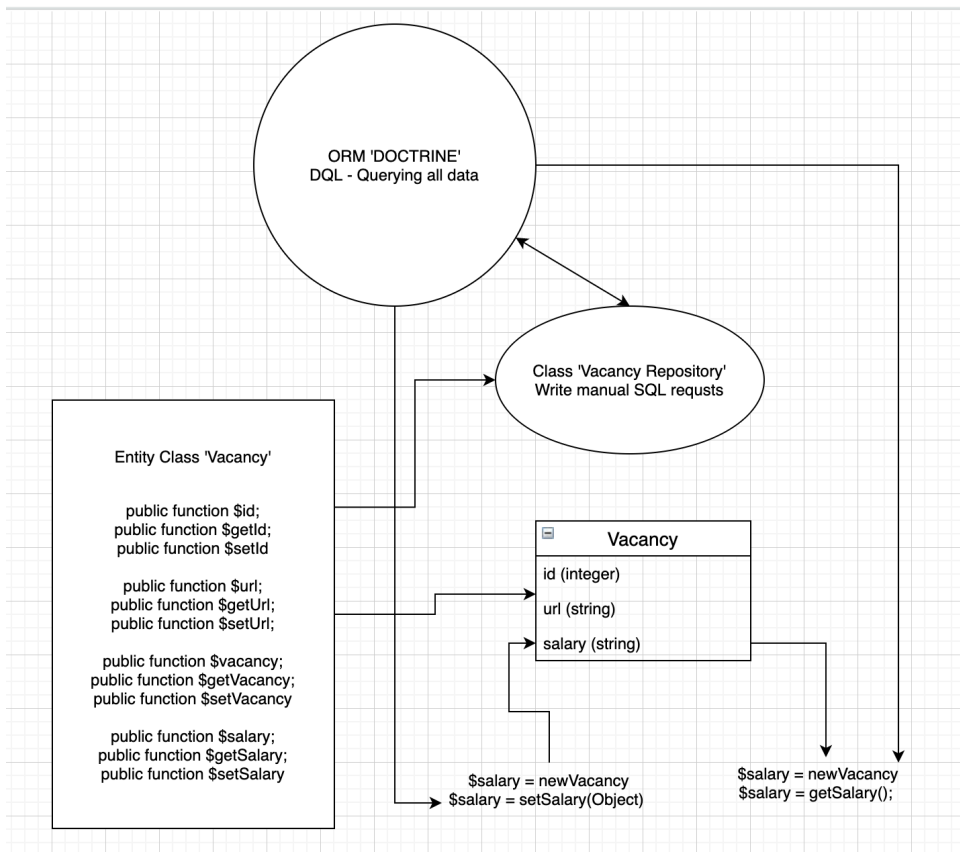 ORM 'DOCTRINE'
DQL - Querying all data
Class 'Vacancy Repository'
Write manual SQL requsts
Entity Class 'Vacancy'
public function $id;
public function $getId;
public function $setId
public function $url;
public function $getUrl;
public function $setUrl;
public function $vacancy;
public function $getVacancy;
public function $setVacancy
public function $salary;
public function $getSalary;
public function $setSalary
Vacancy
id (integer)
url (string)
salary (string)
$salary = newVacancy
$salary = setSalary(Object)
$salary = newVacancy
$salary = getSalary();